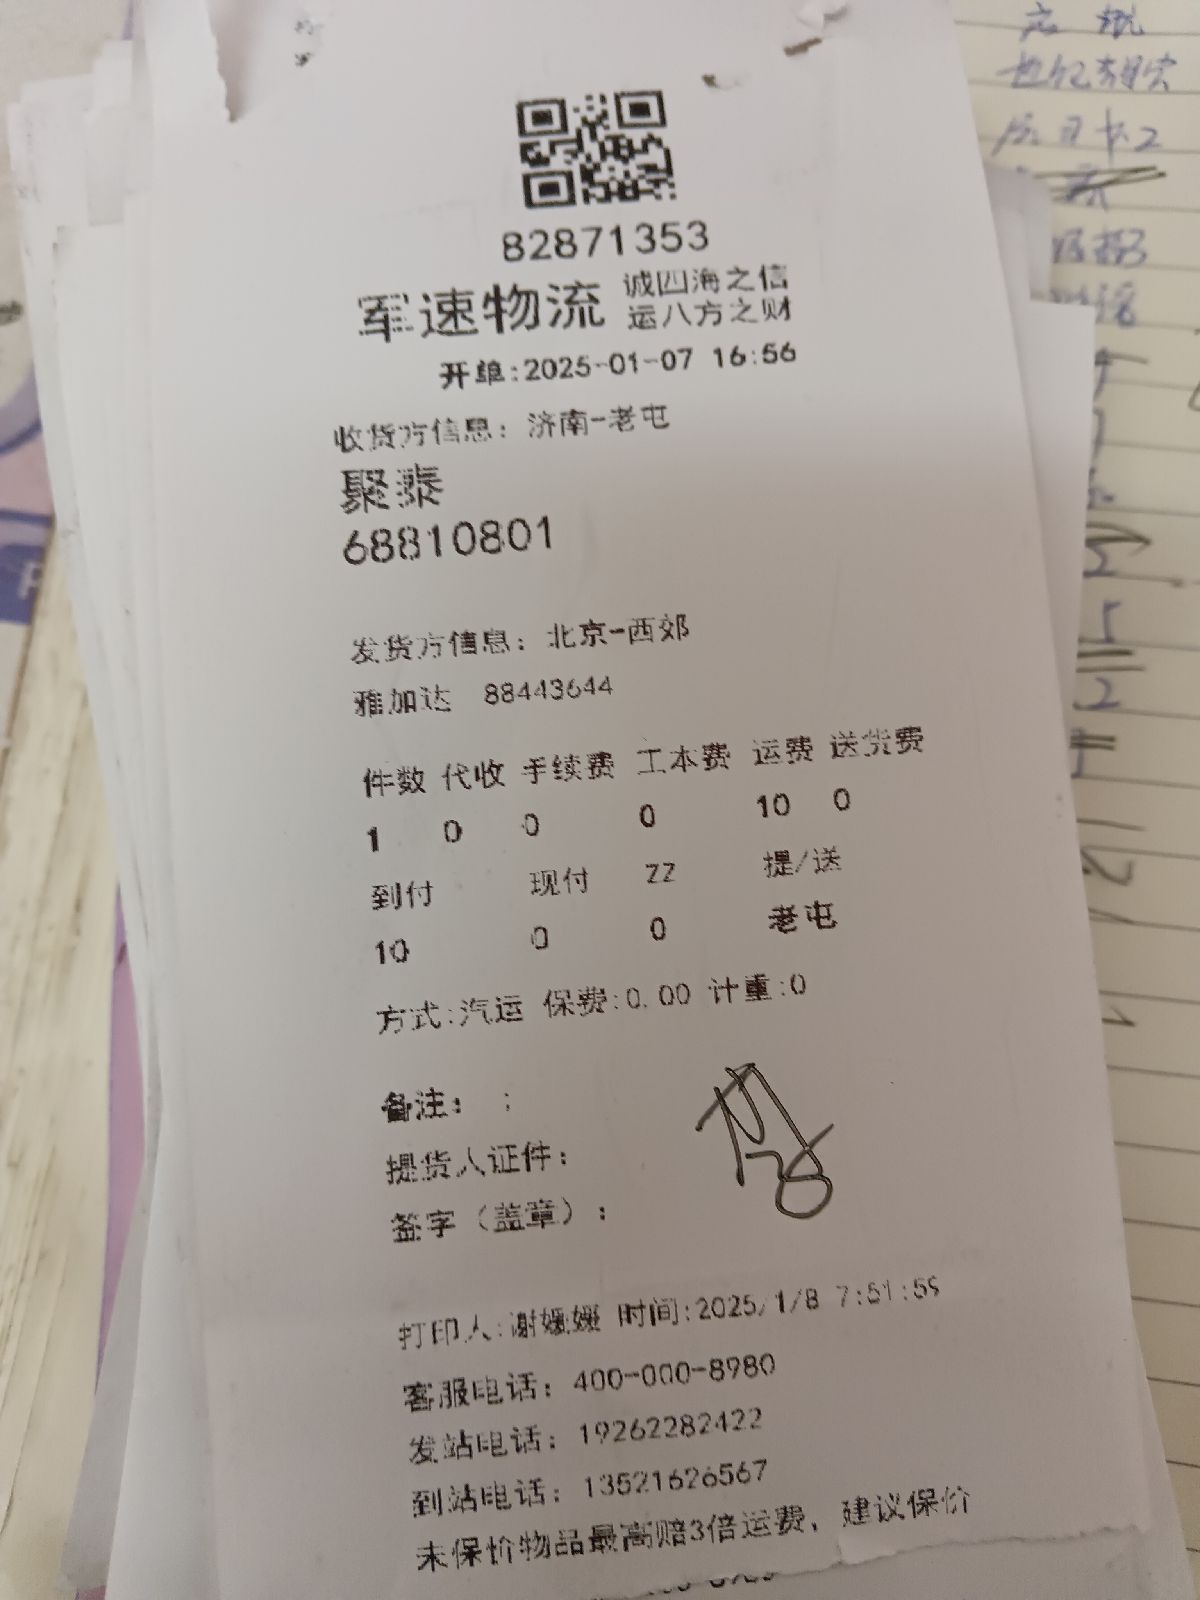 82871353
军速物流 诚四海之信
运八方之财
开单:2025-01-07 16:56
收货方信息: 济南-老屯
聚泰
68810801
发货方信息: 北京-西郊
雅加达 88443644
件数 代收 手续费 工本费 运费 送货费
1 0 0 0 10 0
到付 现付 ZZ 提/送
10 0 0 老屯
方式:汽运 保费:0.00 计重:0
备注: ;
提货人证件:
签字（盖章）:
打印人:谢姗姗 时间:2025/1/8 7:51:59
客服电话: 400-000-8980
发站电话: 19262282422
到站电话: 13521626567
未保价物品最高赔3倍运费, 建议保价